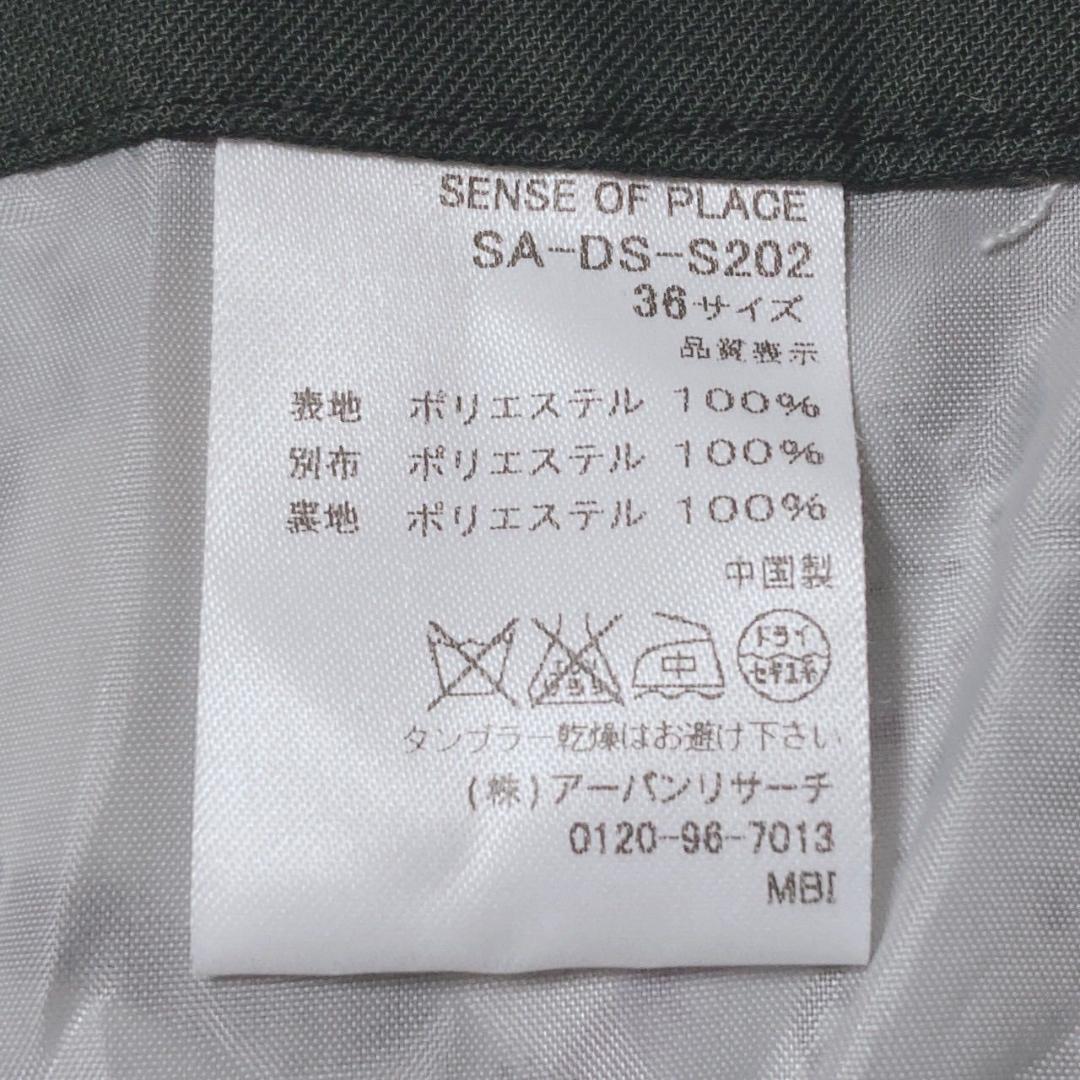 SENSE OF PLACE
SA-DS-S202
36サイズ
品質表示
表地 ポリエステル 100%
別布 ポリエステル 100%
裏地 ポリエステル 100%
中国製
中 ドライ セキユ系
タンブラー乾燥はお避け下さい
(株)アーバンリサーチ
0120-96-7013
MBI